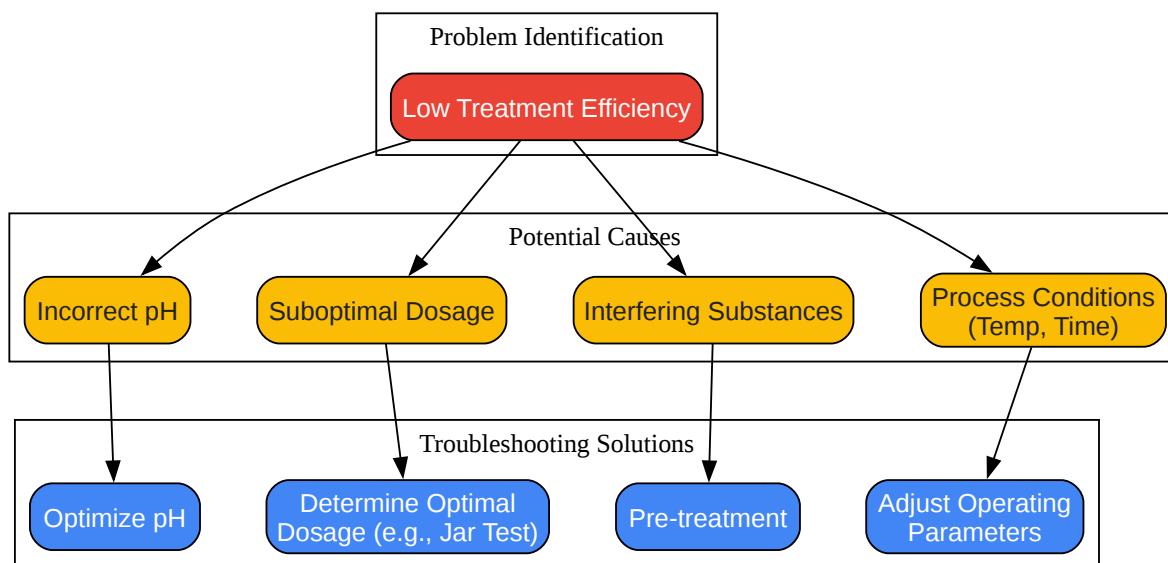 Problem Identification
Low Treatment Efficiency
Potential Causes
Incorrect pH
Suboptimal Dosage
Interfering Substances
Process Conditions
(Temp, Time)
Troubleshooting Solutions
Optimize pH
Determine Optimal
Dosage (e.g., Jar Test)
Pre-treatment
Adjust Operating
Parameters